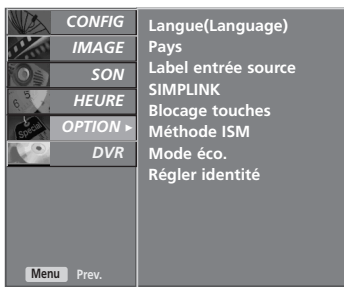 CONFIG
IMAGE
SON
HEURE
OPTION ▸
DVR
Menu Prev.
Langue(Language)
Pays
Label entrée source
SIMPLINK
Blocage touches
Méthode ISM
Mode éco.
Régler identité